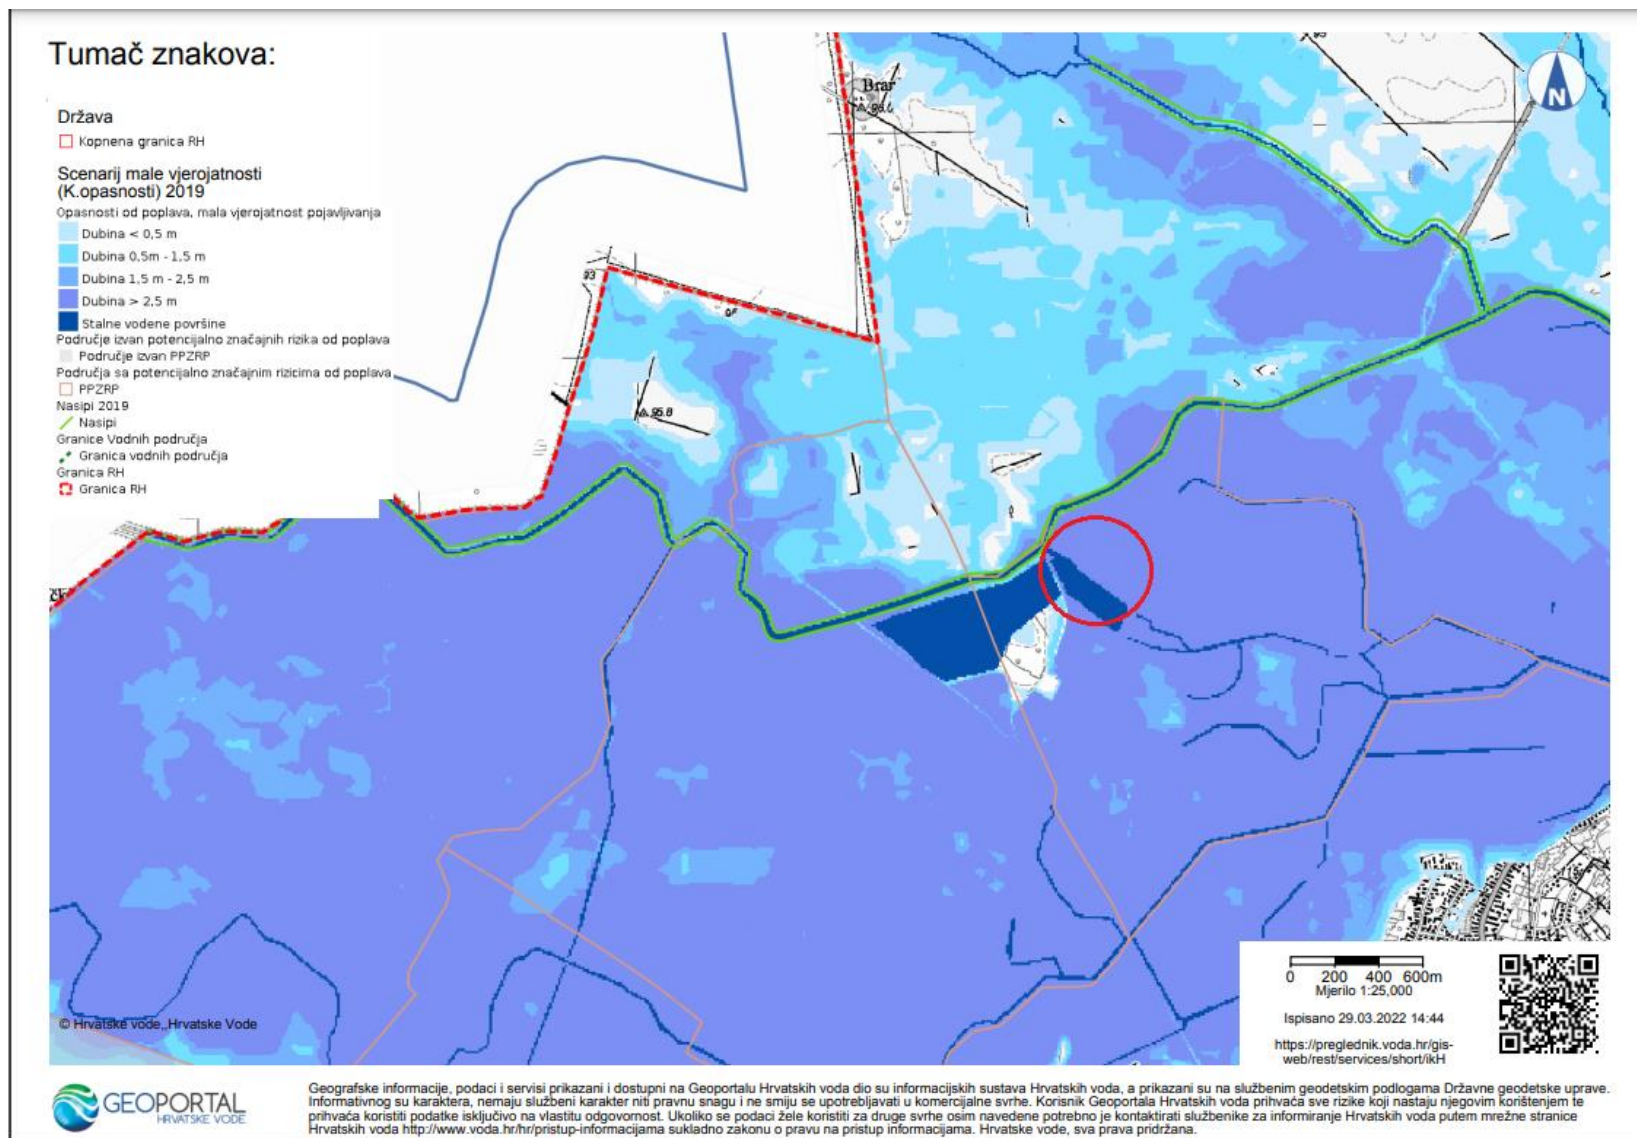 Tumač znakova:
Država
Kopnena granica RH
Scenarij male vjerojatnosti
(K.opasnosti) 2019
Opasnosti od poplava, mala vjerojatnost pojavljivanja
Dubina < 0,5 m
Dubina 0,5m - 1,5 m
Dubina 1,5 m - 2,5 m
Dubina > 2,5 m
Stalne vodene površine
Područje izvan potencijalno značajnih rizika od poplava
Područje izvan PPZRP
Područja sa potencijalno značajnim rizicima od poplava
PPZRP
Nasipi 2019
Nasipi
Granice Vodnih područja
Granica vodnih područja
Granica RH
Granica RH
Brar
N
93
95.8
0 200 400 600m
Mjerilo 1:25,000
Ispisano 29.03.2022 14:44
https://preglednik.voda.hr/gis-
web/rest/services/short/ikH
© Hrvatske vode,,Hrvatske Vode
GEOPORTAL
HRVATSKE VODE
Geografske informacije, podaci i servisi prikazani i dostupni na Geoportalu Hrvatskih voda dio su informacijskih sustava Hrvatskih voda, a prikazani su na službenim geodetskim podlogama Državne geodetske uprave.
Informativnog su karaktera, nemaju službeni karakter niti pravnu snagu i ne smiju se upotrebljavati u komercijalne svrhe. Korisnik Geoportala Hrvatskih voda prihvaća sve rizike koji nastaju njegovim korištenjem te
prihvaća koristiti podatke isključivo na vlastitu odgovornost. Ukoliko se podaci žele koristiti za druge svrhe osim navedene potrebno je kontaktirati službenike za informiranje Hrvatskih voda putem mrežne stranice
Hrvatskih voda http://www.voda.hr/hr/pristup-informacijama sukladno zakonu o pravu na pristup informacijama. Hrvatske vode, sva prava pridržana.